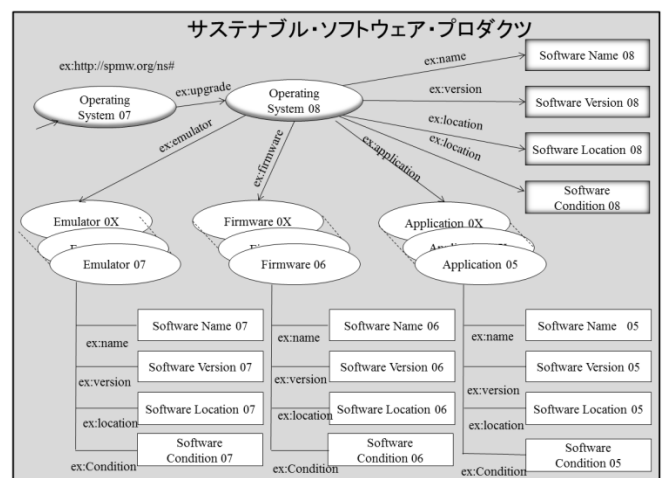 サステナブル・ソフトウェア・プロダクツ
ex:http://spmw.org/ns#
Operating
System 07
ex:upgrade
Operating
System 08
ex:name
Software Name 08
ex:version
Software Version 08
ex:location
Software Location 08
ex:location
Software
Condition 08
ex:emulator
ex:firmware
ex:application
Emulator 0X
Emulator 07
Firmware 0X
Firmware 06
Application 0X
Application 05
Software Name 07
ex:name
Software Version 07
ex:version
Software Location 07
ex:location
Software
Condition 07
ex:Condition
Software Name 06
ex:name
Software Version 06
ex:version
Software Location 06
ex:location
Software
Condition 06
ex:Condition
Software Name 05
ex:name
Software Version 05
ex:version
Software Location 05
ex:location
Software
Condition 05
ex:Condition